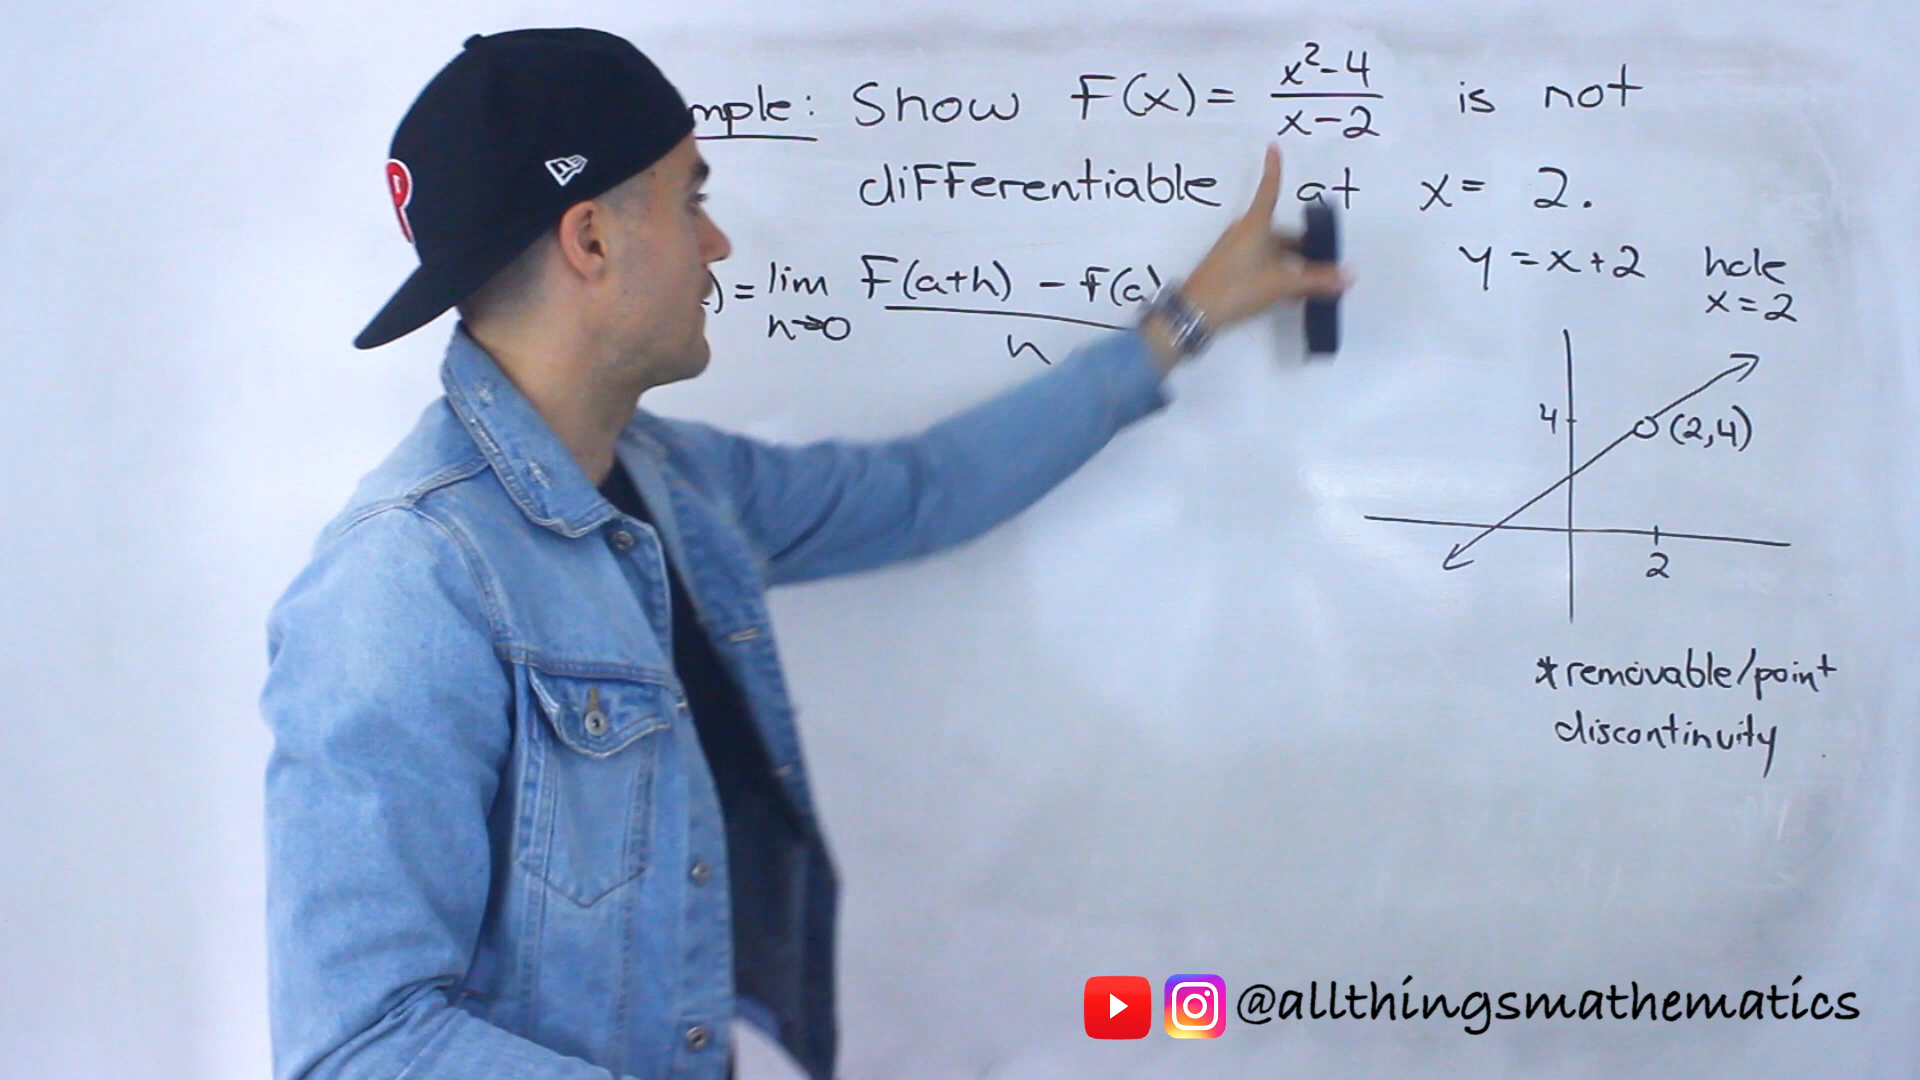 mple: Show F(x) = x²-4 / x-2 is not
differentiable at x = 2.
) = lim h→0 F(a+h) - F(a) / h
y = x+2 hole
x=2
4
(2,4)
2
*removable/point
discontinuity
P
@allthingsmathematics